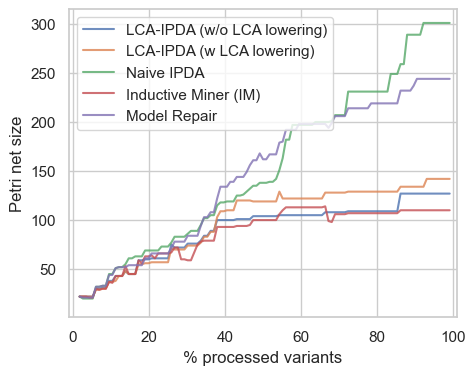 LCA-IPDA (w/o LCA lowering)
LCA-IPDA (w LCA lowering)
Naive IPDA
Inductive Miner (IM)
Model Repair
Petri net size
300
250
200
150
100
50
0 20 40 60 80 100
% processed variants